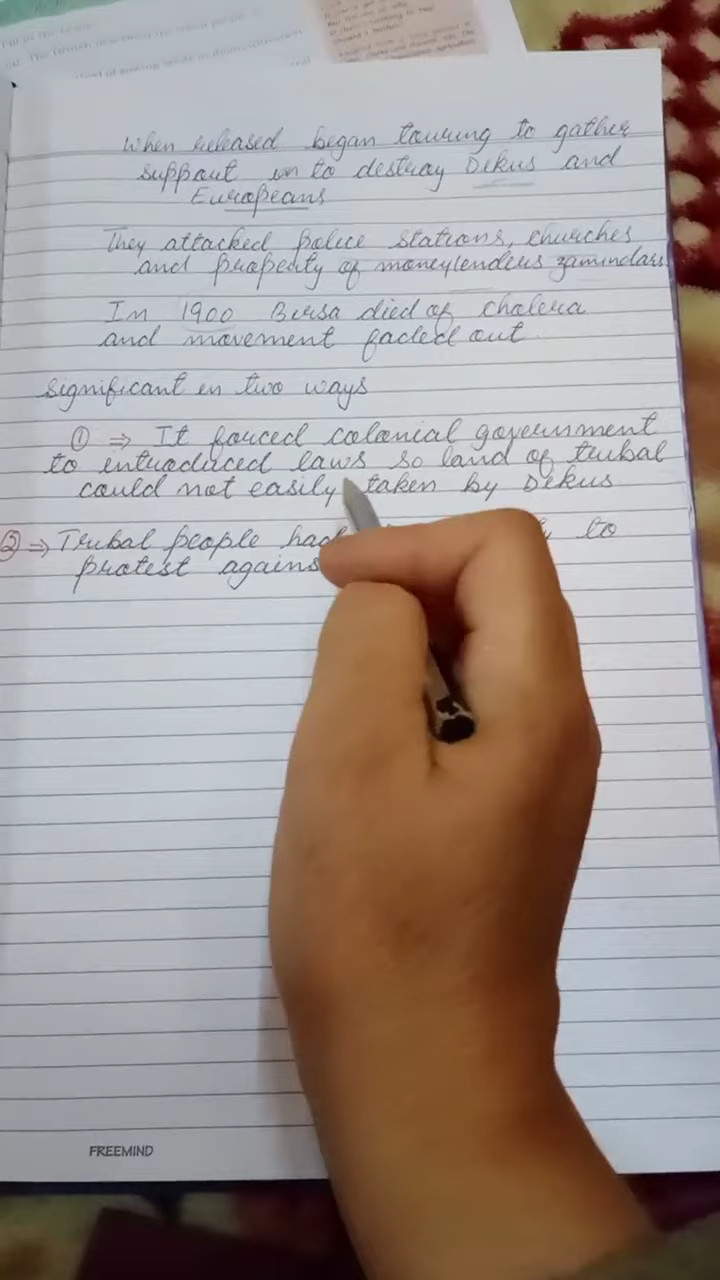 When released began touring to gather
support in to destroy Dikus and
Europeans
They attacked police stations, churches
and property of moneylenders zamindars
In 1900 Birsa died of cholera
and movement faded out
significant in two ways
① ⇒ It forced colonial government
to introduced laws so land of tribal
could not easily taken by Dikus
② ⇒ Tribal people had to
protest agains
FREEMIND